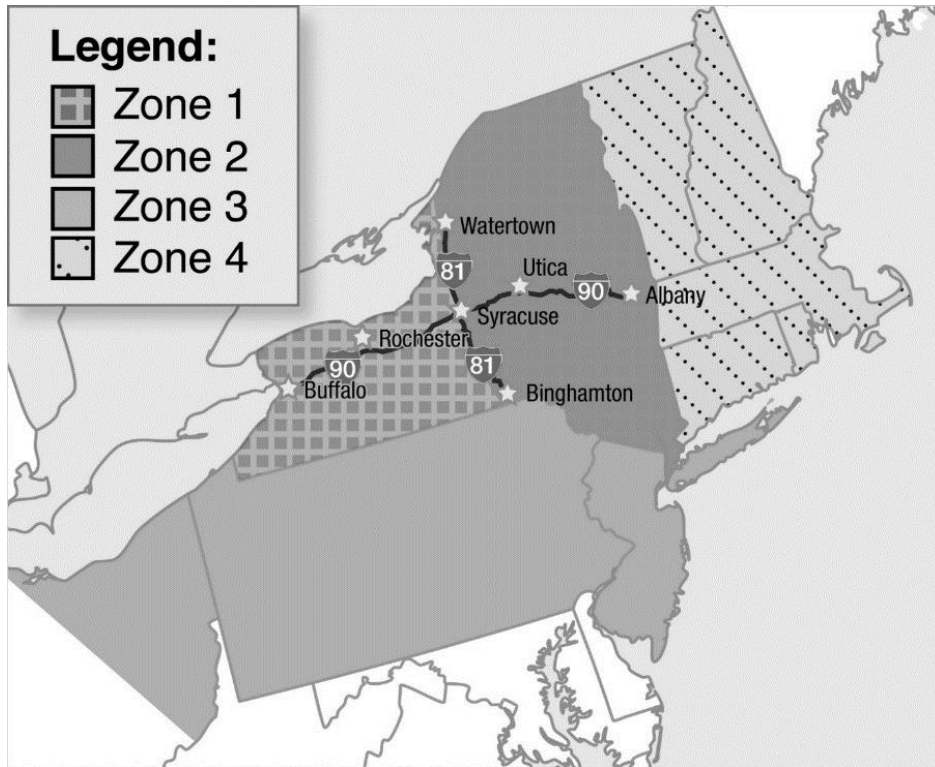 Legend:
Zone 1
Zone 2
Zone 3
Zone 4
Watertown
81
Utica
90
Albany
Syracuse
Rochester
90
81
Buffalo
Binghamton